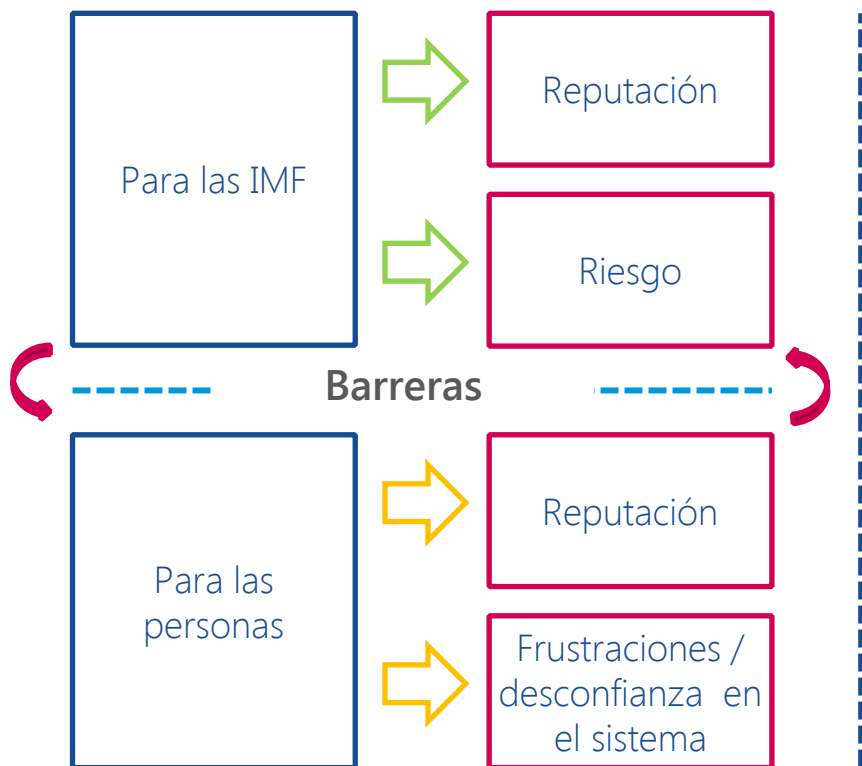 Para las IMF
Reputación
Riesgo
Barreras
Para las
personas
Reputación
Frustraciones /
desconfianza en
el sistema